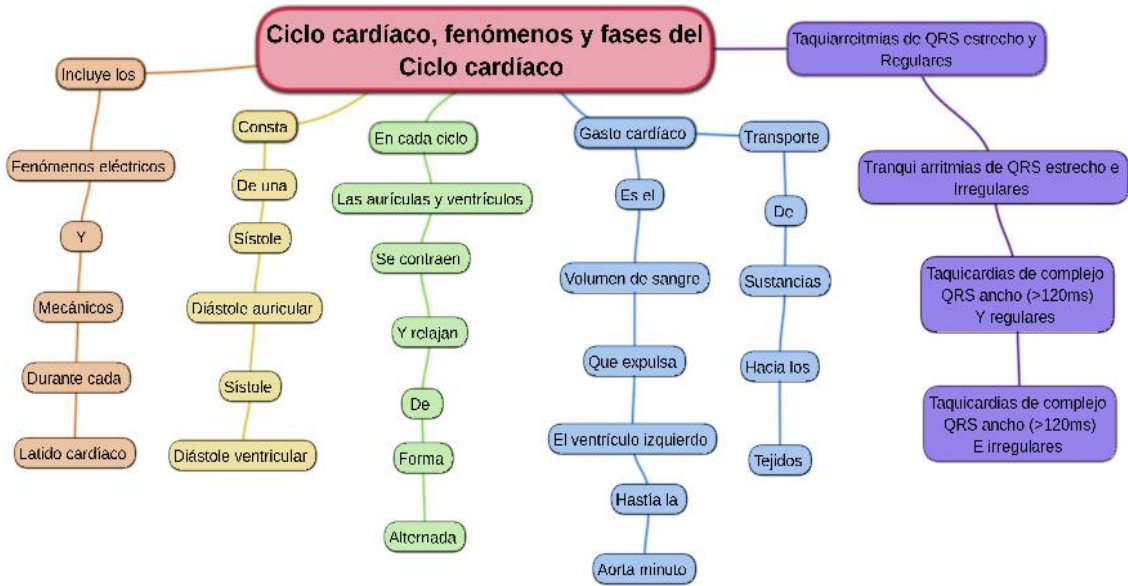 Ciclo cardíaco, fenómenos y fases del
Ciclo cardíaco
Incluye los
Fenómenos eléctricos
Y
Mecánicos
Durante cada
Latido cardíaco
Consta
De una
Sístole
Diástole auricular
Sístole
Diástole ventricular
En cada ciclo
Las aurículas y ventrículos
Se contraen
Y relajan
De
Forma
Alternada
Gasto cardíaco
Es el
Volumen de sangre
Que expulsa
El ventrículo izquierdo
Hastía la
Aorta minuto
Transporte
De
Sustancias
Hacia los
Tejidos
Taquiarreitmias de QRS estrecho y
Regulares
Tranqui arritmias de QRS estrecho e
Irregulares
Taquicardias de complejo
QRS ancho (>120ms)
Y regulares
Taquicardias de complejo
QRS ancho (>120ms)
E irregulares